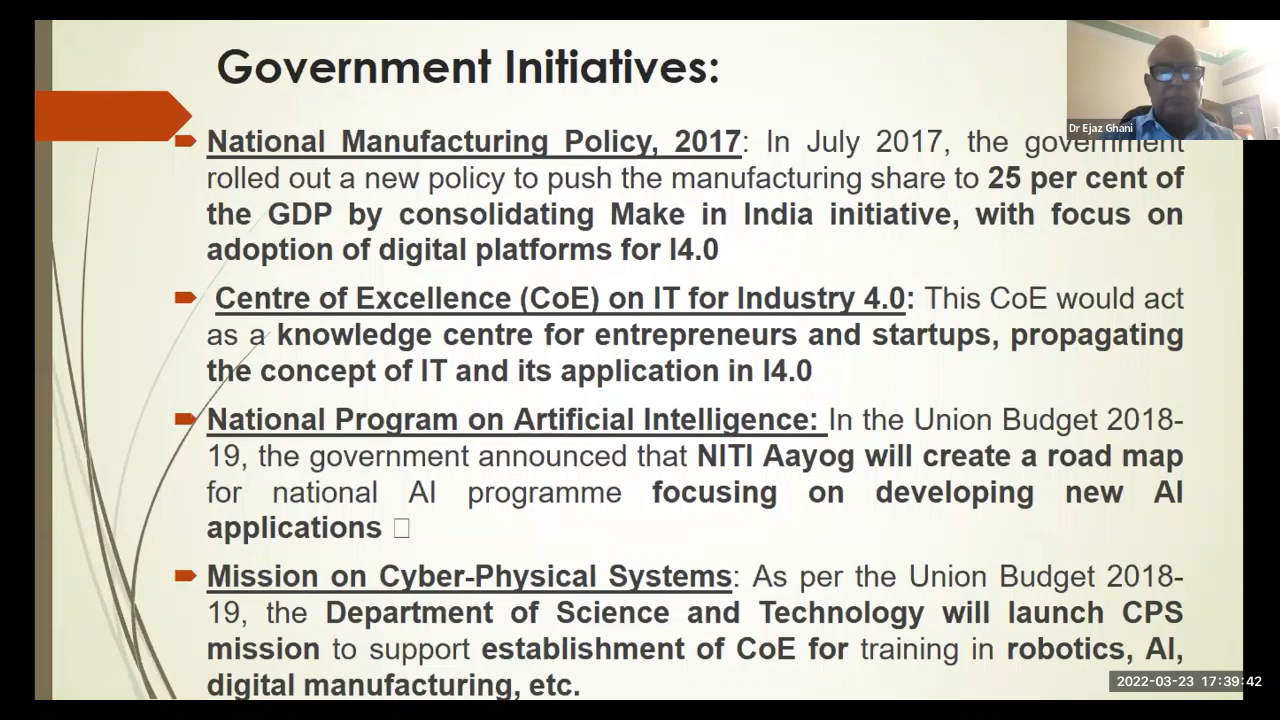 Government Initiatives:
Dr Ejaz Ghani
National Manufacturing Policy, 2017: In July 2017, the government
rolled out a new policy to push the manufacturing share to 25 per cent of
the GDP by consolidating Make in India initiative, with focus on
adoption of digital platforms for I4.0
Centre of Excellence (CoE) on IT for Industry 4.0: This CoE would act
as a knowledge centre for entrepreneurs and startups, propagating
the concept of IT and its application in I4.0
National Program on Artificial Intelligence: In the Union Budget 2018-
19, the government announced that NITI Aayog will create a road map
for national AI programme focusing on developing new AI
applications
Mission on Cyber-Physical Systems: As per the Union Budget 2018-
19, the Department of Science and Technology will launch CPS
mission to support establishment of CoE for training in robotics, AI,
digital manufacturing, etc.
2022-03-23 17:39:42